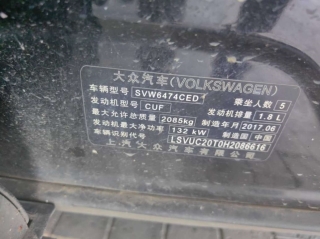 大众汽车(VOLKSWAGEN)
车辆型号 SVW6474CED 乘坐人数 5
发动机型号 CUF 发动机排量 1.8 L
最大允许总质量 2085kg 制造年月 2017.06
发动机最大净功率 132 kW 制造国 中国
车辆识别代号 LSVUC20T0H2086616
上汽大众汽车有限公司